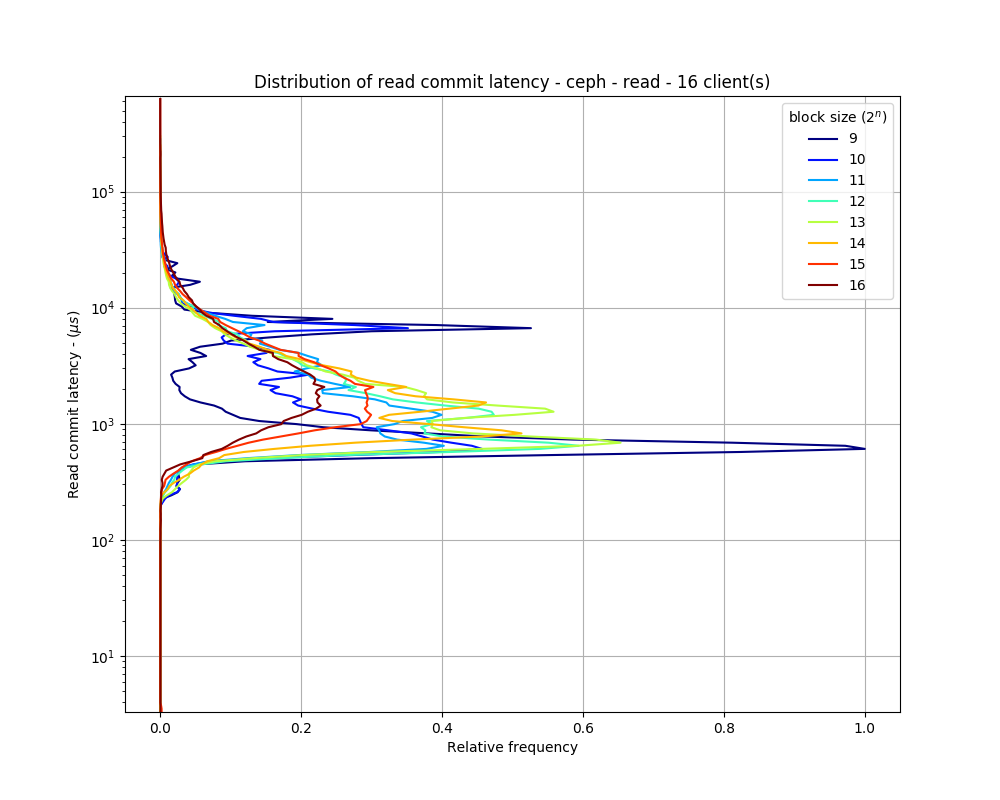 Distribution of read commit latency - ceph - read - 16 client(s)
block size (2ⁿ)
9
10
11
12
13
14
15
16
10⁵
10⁴
10³
10²
10¹
Read commit latency - (μs)
0.0 0.2 0.4 0.6 0.8 1.0
Relative frequency